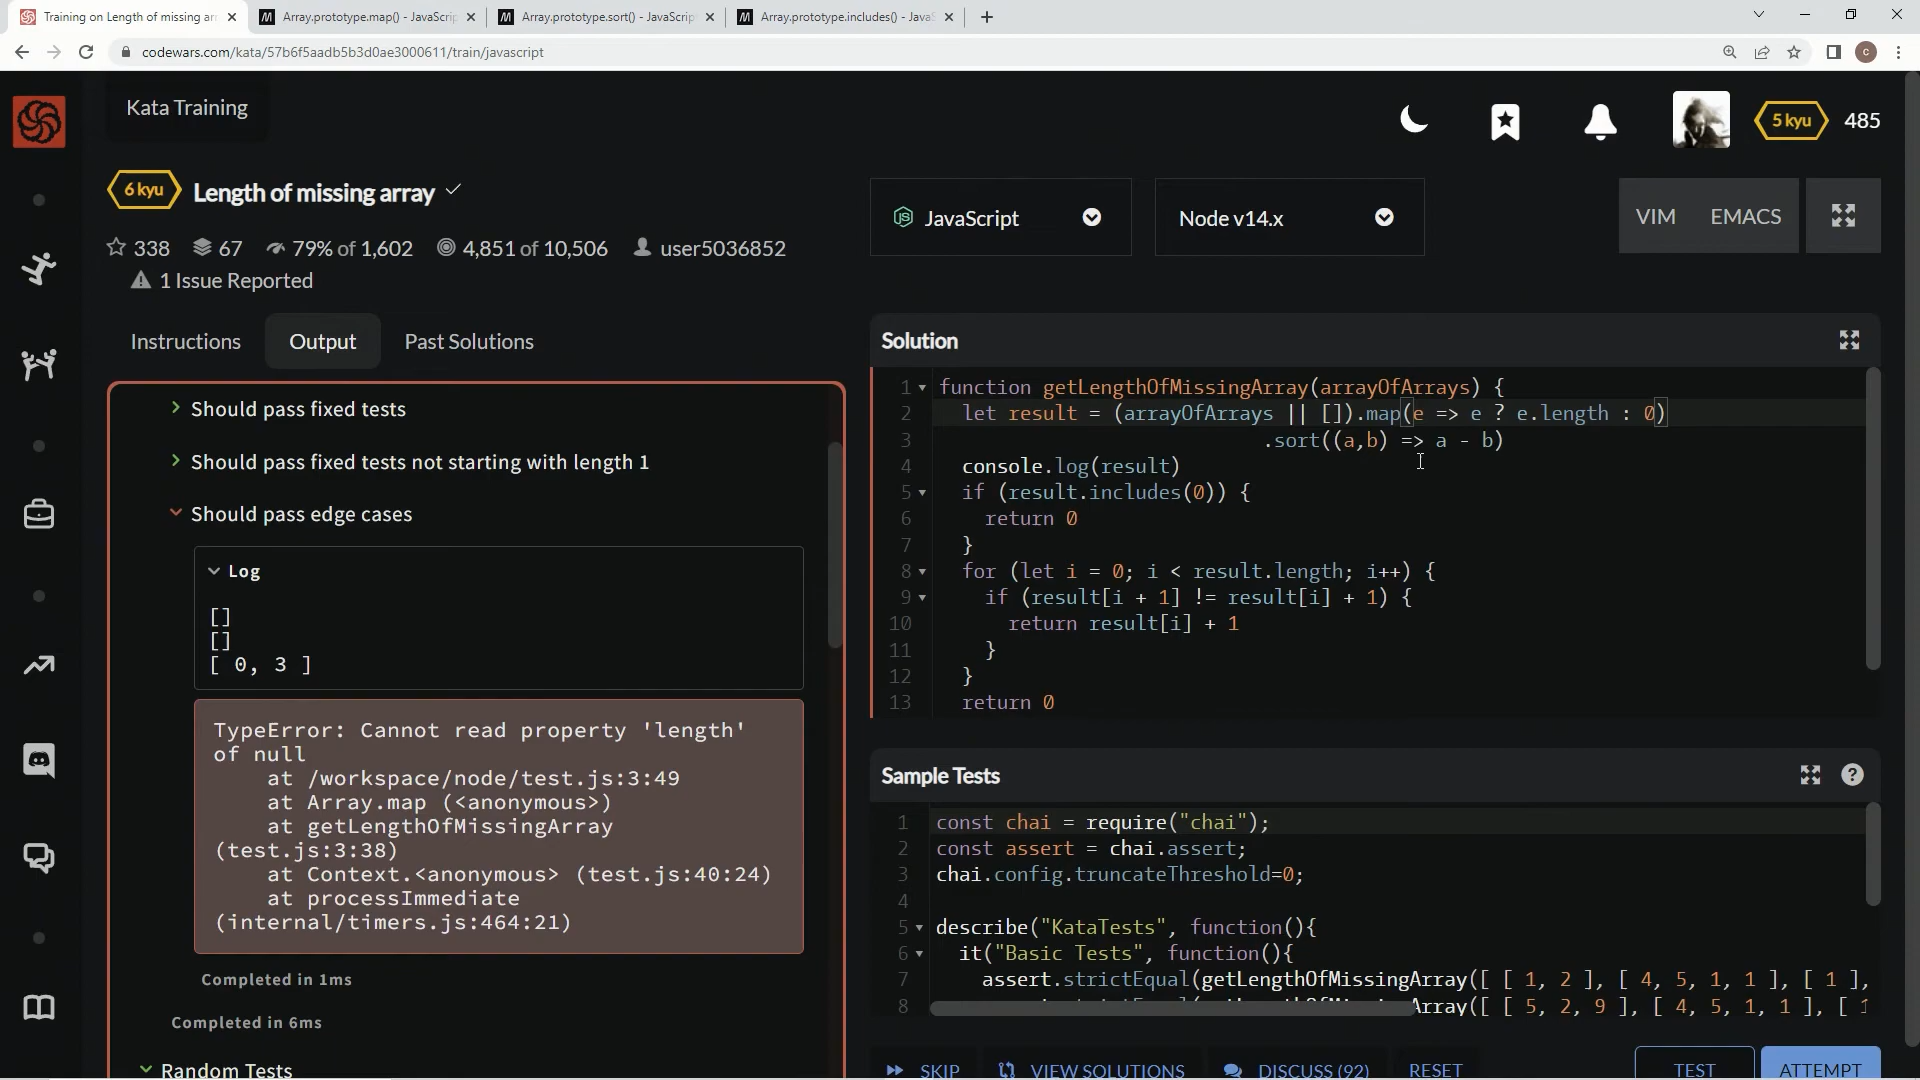 Training on Length of missing arr
Array.prototype.map() - JavaScrip
Array.prototype.sort() - JavaScrip
Array.prototype.includes() - Java
codewars.com/kata/57b6f5aadb5b3d0ae3000611/train/javascript
C
Kata Training
5 kyu
485
6 kyu
Length of missing array
338
67
79% of 1,602
4,851 of 10,506
user5036852
1 Issue Reported
JavaScript
Node v14.x
VIM
EMACS
Instructions
Output
Past Solutions
Should pass fixed tests
Should pass fixed tests not starting with length 1
Should pass edge cases
Log
[]
[]
[ 0, 3 ]
TypeError: Cannot read property 'length'
of null
at /workspace/node/test.js:3:49
at Array.map (<anonymous>)
at getLengthOfMissingArray
(test.js:3:38)
at Context.<anonymous> (test.js:40:24)
at processImmediate
(internal/timers.js:464:21)
Completed in 1ms
Completed in 6ms
Random Tests
Solution
1 function getLengthOfMissingArray(arrayOfArrays) {
2 let result = (arrayOfArrays || []).map(e => e ? e.length : 0)
3 .sort((a,b) => a - b)
4 console.log(result)
5 if (result.includes(0)) {
6 return 0
7 }
8 for (let i = 0; i < result.length; i++) {
9 if (result[i + 1] != result[i] + 1) {
10 return result[i] + 1
11 }
12 }
13 return 0
Sample Tests
?
1 const chai = require("chai");
2 const assert = chai.assert;
3 chai.config.truncateThreshold=0;
4
5 describe("KataTests", function(){
6 it("Basic Tests", function(){
7 assert.strictEqual(getLengthOfMissingArray([ [ 1, 2 ], [ 4, 5, 1, 1 ], [ 1 ],
8 Array([ [ 5, 2, 9 ], [ 4, 5, 1, 1 ], [ 1
SKIP
VIEW SOLUTIONS
DISCUSS (92)
RESET
TEST
ATTEMPT